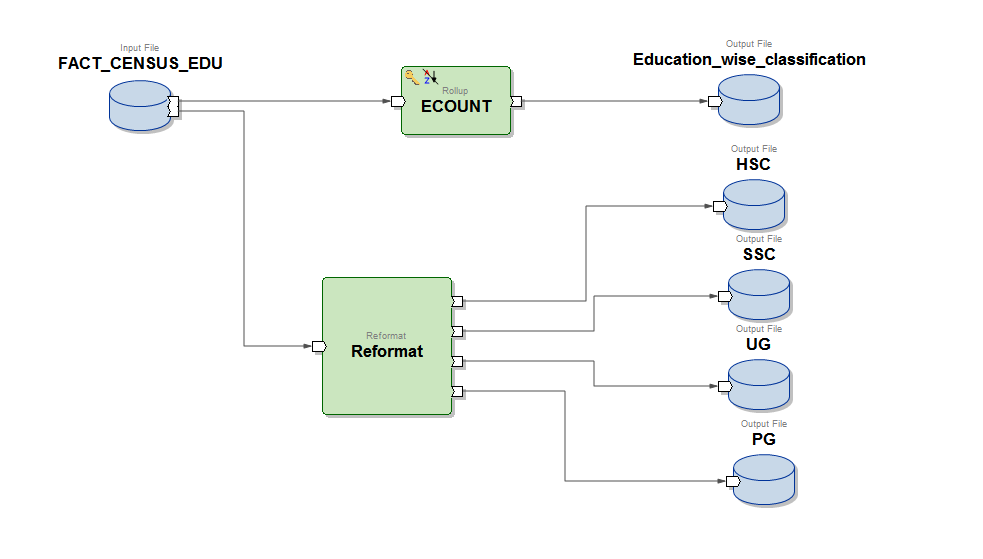 Input File
FACT_CENSUS_EDU
Rollup
ECOUNT
Output File
Education_wise_classification
Output File
HSC
Output File
SSC
Reformat
Reformat
Output File
UG
Output File
PG